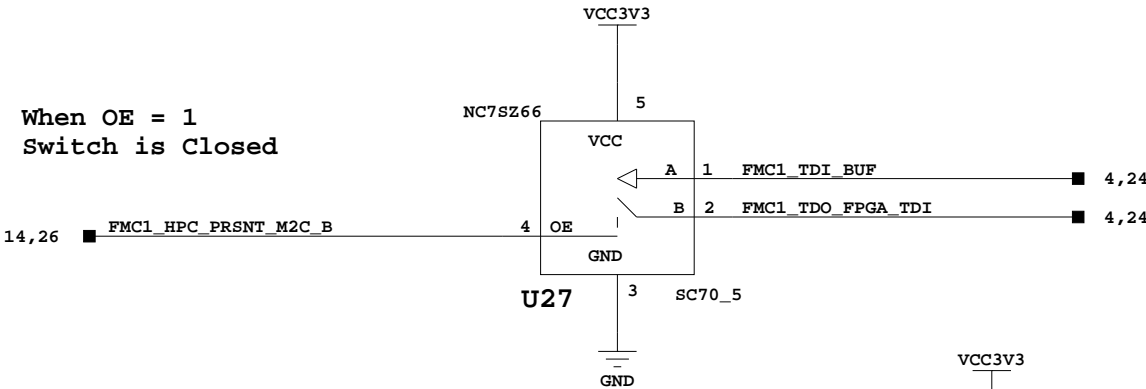 VCC3V3
When OE = 1
Switch is Closed
NC7SZ66
5
VCC
A 1 FMC1_TDI_BUF 4,24
B 2 FMC1_TDO_FPGA_TDI 4,24
14,26 FMC1_HPC_PRSNT_M2C_B 4 OE
GND
U27 3 SC70_5
GND
VCC3V3